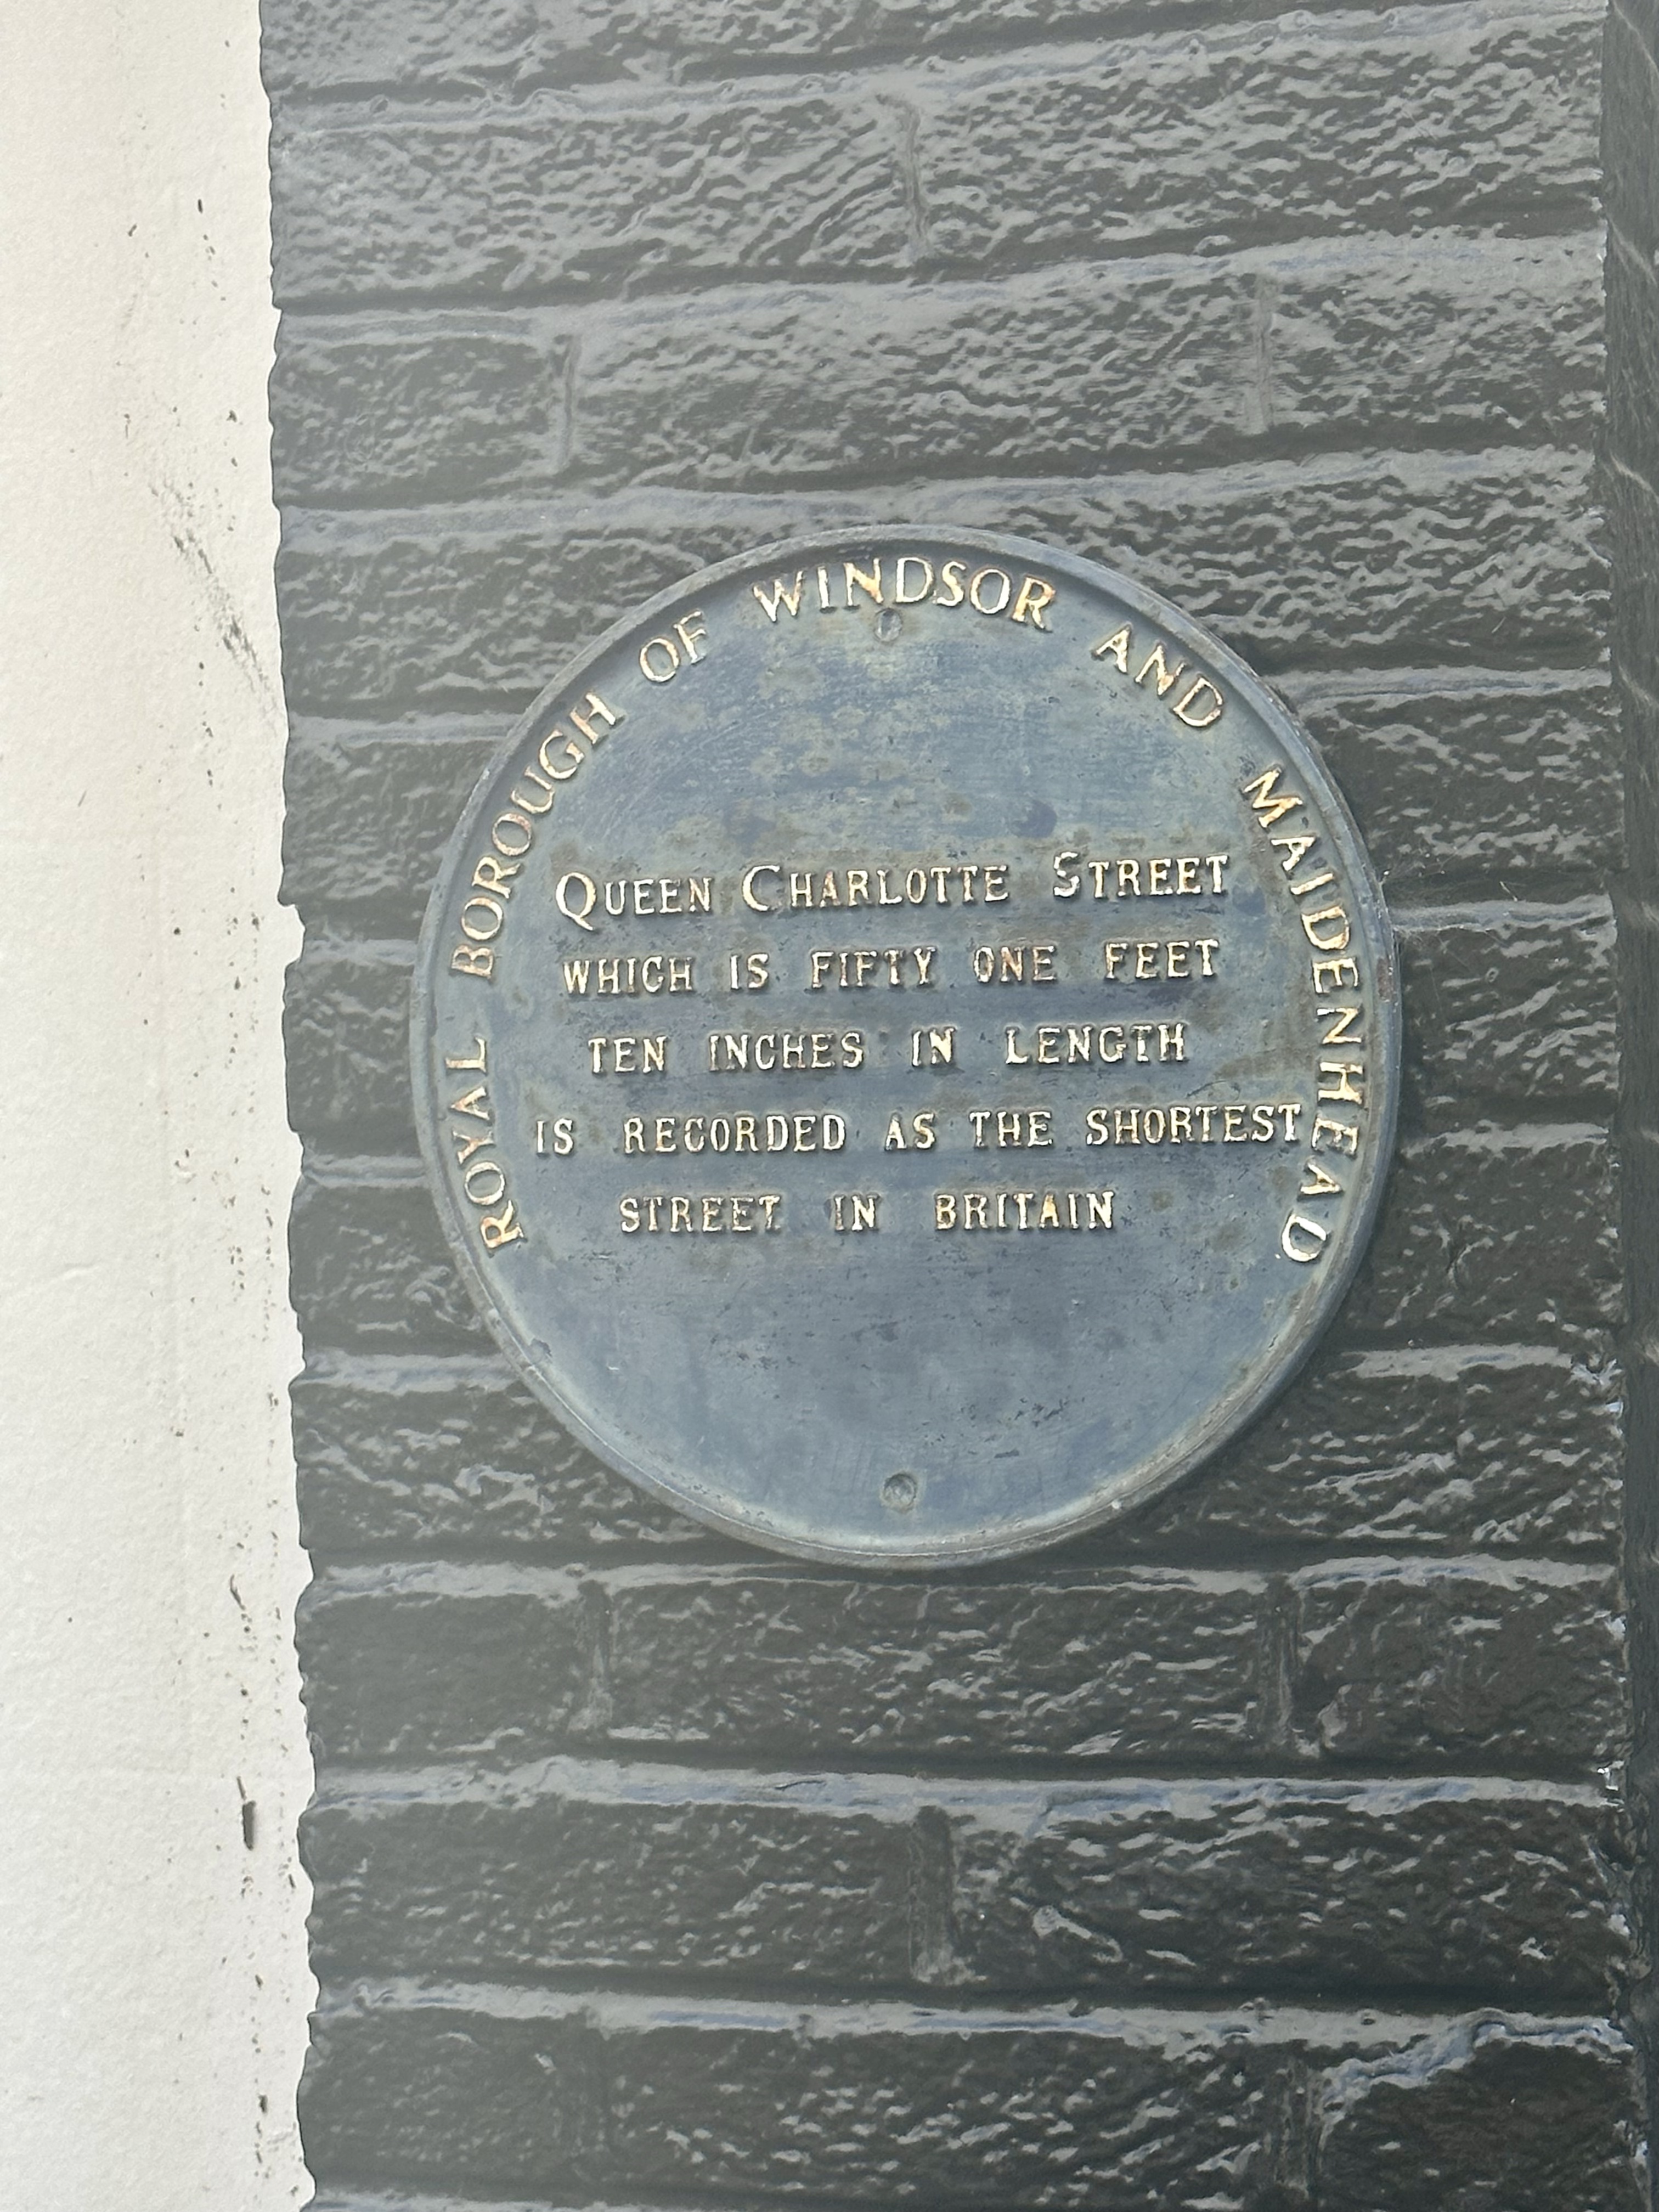 ROYAL BOROUGH OF WINDSOR AND MAIDENHEAD
QUEEN CHARLOTTE STREET
WHICH IS FIFTY ONE FEET
TEN INCHES IN LENGTH
IS RECORDED AS THE SHORTEST
STREET IN BRITAIN